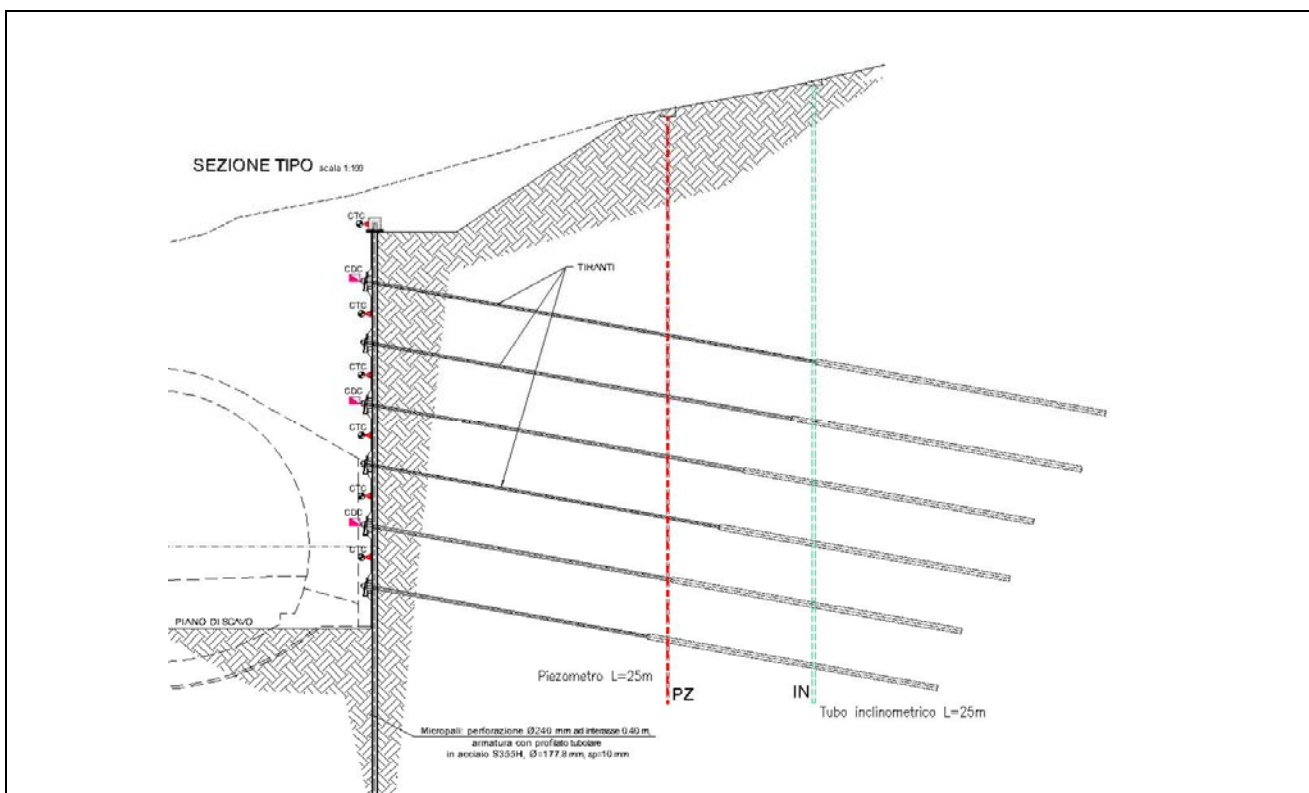 SEZIONE TIPO scala 1:100
CTC
CDC
TIRANTI
CTC
CTC
CDC
CTC
CTC
CDC
CTC
PIANO DI SCAVO
Piezometro L=25m
PZ
IN
Tubo inclinometrico L=25m
Micropali: perforazione Ø240 mm ad interasse 0.40 m,
armatura con profilato tubolare
in acciaio S355H, Ø=177.8 mm, sp=10 mm